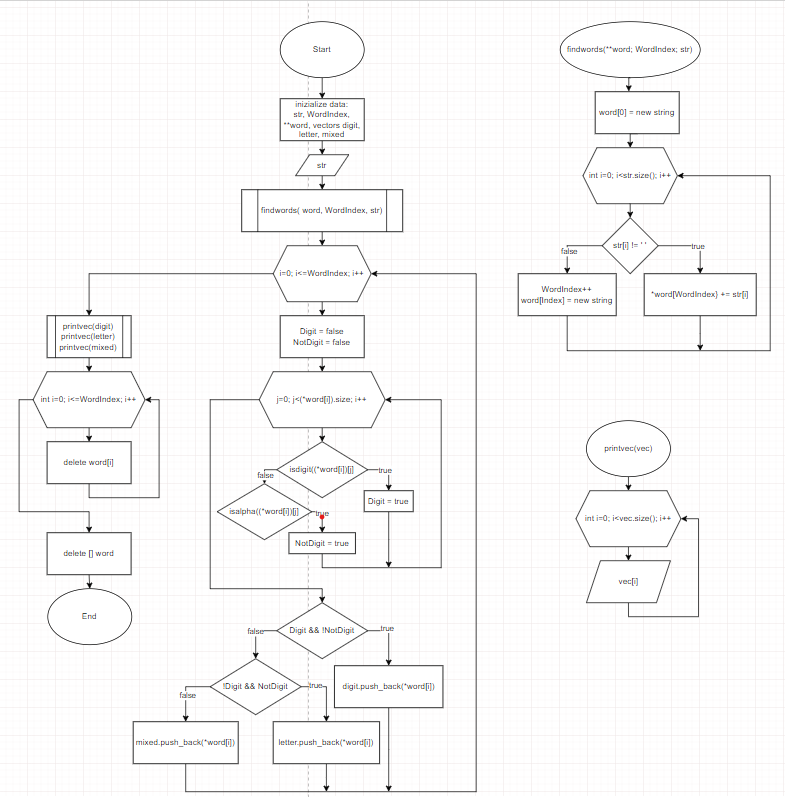 Start
inizialize data:
str, WordIndex,
**word, vectors digit,
letter, mixed
str
findwords( word, WordIndex, str)
i=0; i<=WordIndex; i++
printvec(digit)
printvec(letter)
printvec(mixed)
int i=0; i<=WordIndex; i++
delete word[i]
delete [] word
End
Digit = false
NotDigit = false
j=0; j<(*word[i]).size; i++
isdigit((*word[i])[j]
false
true
Digit = true
isalpha((*word[i])[j]
true
NotDigit = true
Digit && !NotDigit
false
true
digit.push_back(*word[i])
!Digit && NotDigit
false
true
mixed.push_back(*word[i])
letter.push_back(*word[i])
findwords(**word; WordIndex; str)
word[0] = new string
int i=0; i<str.size(); i++
str[i] != ' '
false
true
WordIndex++
word[Index] = new string
*word[WordIndex} += str[i]
printvec(vec)
int i=0; i<vec.size(); i++
vec[i]